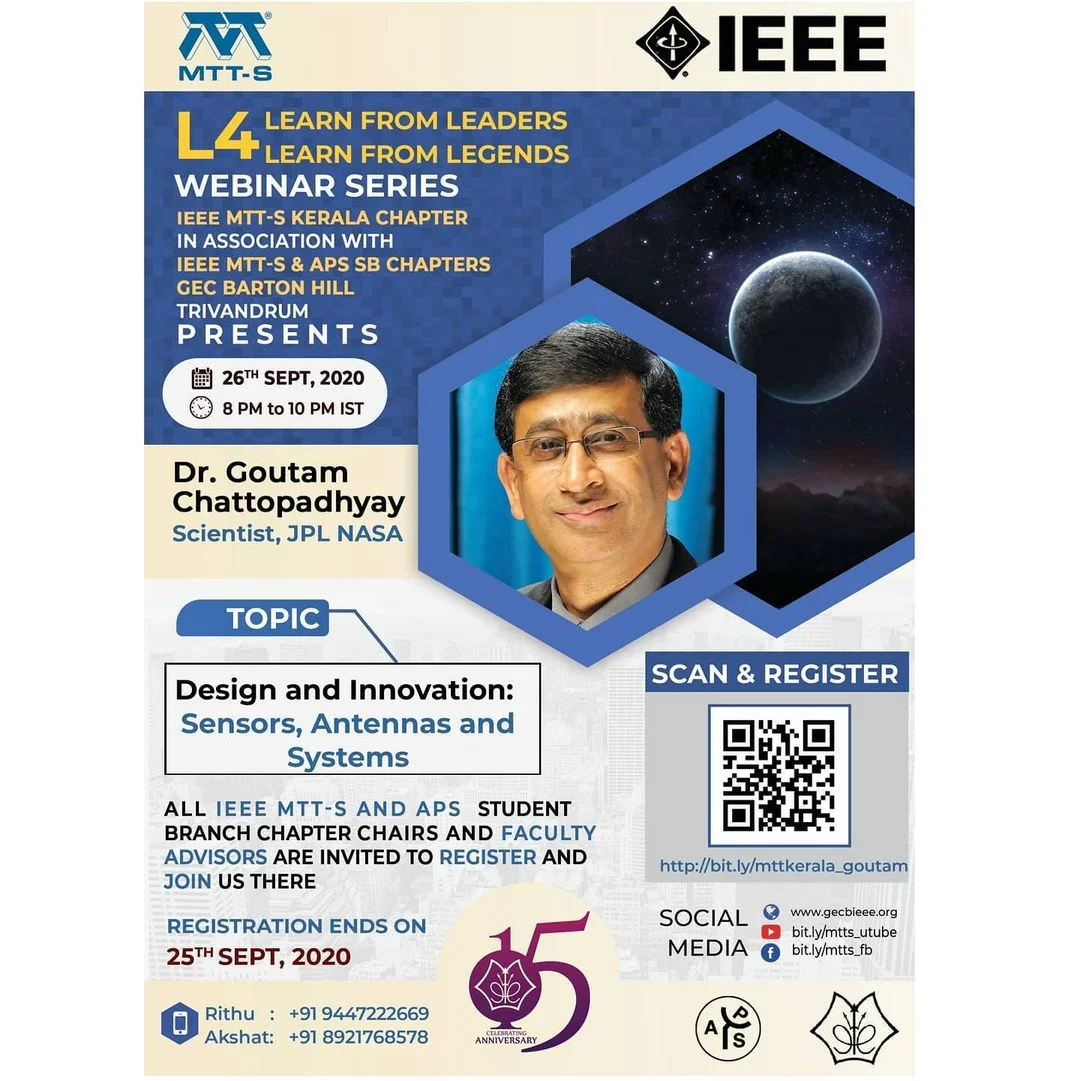 MTT-S
IEEE
L4 LEARN FROM LEADERS
LEARN FROM LEGENDS
WEBINAR SERIES
IEEE MTT-S KERALA CHAPTER
IN ASSOCIATION WITH
IEEE MTT-S & APS SB CHAPTERS
GEC BARTON HILL
TRIVANDRUM
PRESENTS
26TH SEPT, 2020
8 PM to 10 PM IST
Dr. Goutam
Chattopadhyay
Scientist, JPL NASA
TOPIC
Design and Innovation:
Sensors, Antennas and
Systems
ALL IEEE MTT-S AND APS STUDENT
BRANCH CHAPTER CHAIRS AND FACULTY
ADVISORS ARE INVITED TO REGISTER AND
JOIN US THERE
REGISTRATION ENDS ON
25TH SEPT, 2020
SCAN & REGISTER
http://bit.ly/mttkerala_goutam
SOCIAL
MEDIA
www.gecbieee.org
bit.ly/mtts_utube
bit.ly/mtts_fb
Rithu : +91 9447222669
Akshat: +91 8921768578
15
CELEBRATING
ANNIVERSARY
APS